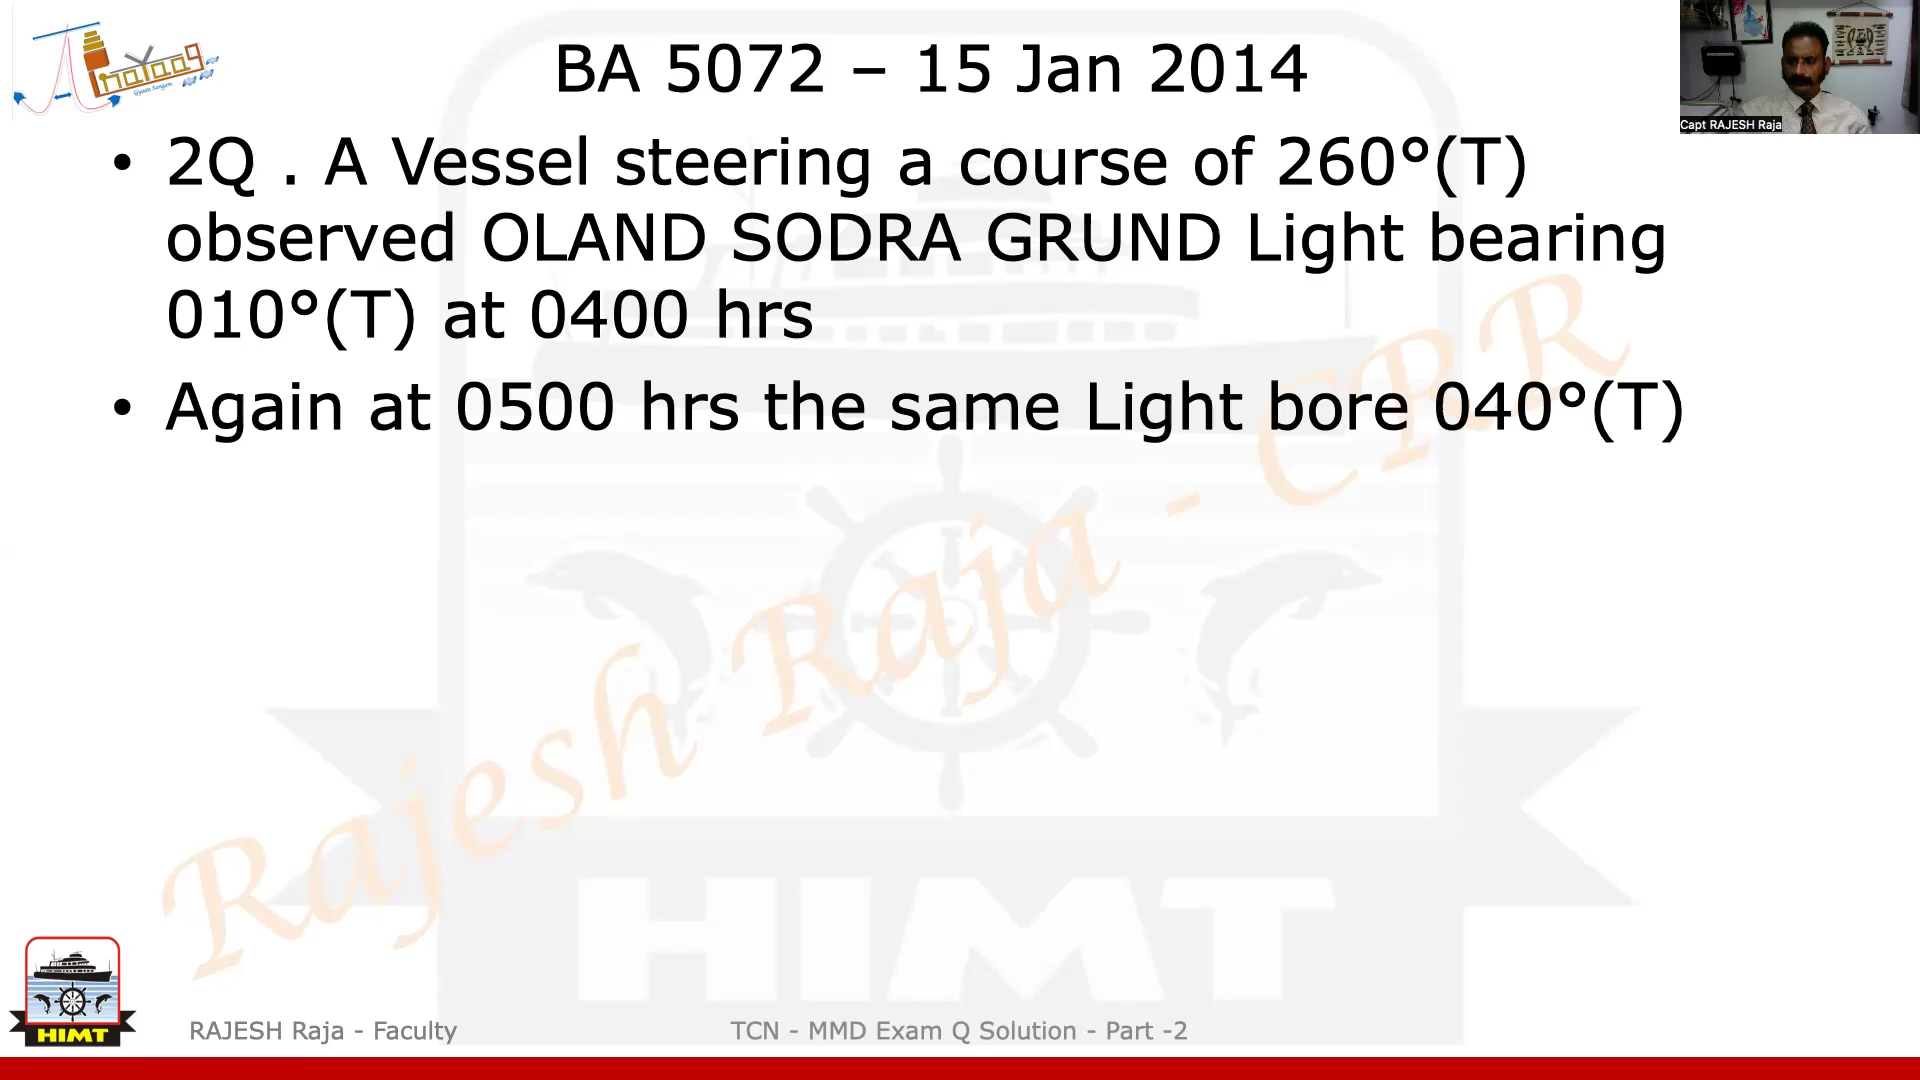 BA 5072 – 15 Jan 2014
Capt RAJESH Raja
• 2Q . A Vessel steering a course of 260°(T)
observed OLAND SODRA GRUND Light bearing
010°(T) at 0400 hrs
• Again at 0500 hrs the same Light bore 040°(T)
Rajesh Raja - CPR
HIMT
HIMT
RAJESH Raja - Faculty
TCN - MMD Exam Q Solution - Part -2